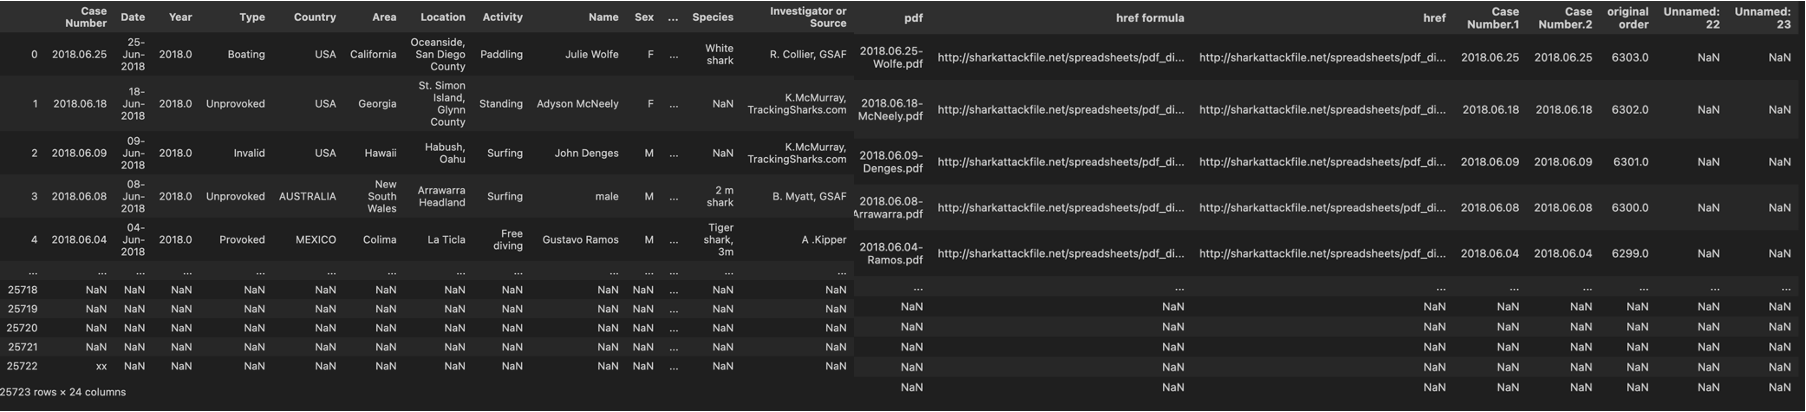 Case Number Date Year Type Country Area Location Activity Name Sex ... Species Investigator or Source pdf href formula href Case Number.1 Case Number.2 original order Unnamed: 22 Unnamed: 23
0 2018.06.25 25-Jun-2018 2018.0 Boating USA California Oceanside, San Diego County Paddling Julie Wolfe F ... White shark R. Collier, GSAF 2018.06.25-Wolfe.pdf http://sharkattackfile.net/spreadsheets/pdf_di... http://sharkattackfile.net/spreadsheets/pdf_di... 2018.06.25 2018.06.25 6303.0 NaN NaN
1 2018.06.18 18-Jun-2018 2018.0 Unprovoked USA Georgia St. Simon Island, Glynn County Standing Adyson McNeely F ... NaN K.McMurray, TrackingSharks.com 2018.06.18-McNeely.pdf http://sharkattackfile.net/spreadsheets/pdf_di... http://sharkattackfile.net/spreadsheets/pdf_di... 2018.06.18 2018.06.18 6302.0 NaN NaN
2 2018.06.09 09-Jun-2018 2018.0 Invalid USA Hawaii Habush, Oahu Surfing John Denges M ... NaN K.McMurray, TrackingSharks.com 2018.06.09-Denges.pdf http://sharkattackfile.net/spreadsheets/pdf_di... http://sharkattackfile.net/spreadsheets/pdf_di... 2018.06.09 2018.06.09 6301.0 NaN NaN
3 2018.06.08 08-Jun-2018 2018.0 Unprovoked AUSTRALIA New South Wales Arrawarra Headland Surfing male M ... 2 m shark B. Myatt, GSAF 2018.06.08-Arrawarra.pdf http://sharkattackfile.net/spreadsheets/pdf_di... http://sharkattackfile.net/spreadsheets/pdf_di... 2018.06.08 2018.06.08 6300.0 NaN NaN
4 2018.06.04 04-Jun-2018 2018.0 Provoked MEXICO Colima La Ticla Free diving Gustavo Ramos M ... Tiger shark, 3m A .Kipper 2018.06.04-Ramos.pdf http://sharkattackfile.net/spreadsheets/pdf_di... http://sharkattackfile.net/spreadsheets/pdf_di... 2018.06.04 2018.06.04 6299.0 NaN NaN
... ... ... ... ... ... ... ... ... ... ... ... ... ... ... ... ... ... ... ... ... ...
25718 NaN NaN NaN NaN NaN NaN NaN NaN NaN NaN ... NaN NaN NaN NaN NaN NaN NaN NaN NaN NaN
25719 NaN NaN NaN NaN NaN NaN NaN NaN NaN NaN ... NaN NaN NaN NaN NaN NaN NaN NaN NaN NaN
25720 NaN NaN NaN NaN NaN NaN NaN NaN NaN NaN ... NaN NaN NaN NaN NaN NaN NaN NaN NaN NaN
25721 NaN NaN NaN NaN NaN NaN NaN NaN NaN NaN ... NaN NaN NaN NaN NaN NaN NaN NaN NaN NaN
25722 xx NaN NaN NaN NaN NaN NaN NaN NaN NaN ... NaN NaN NaN NaN NaN NaN NaN NaN NaN NaN
25723 rows × 24 columns